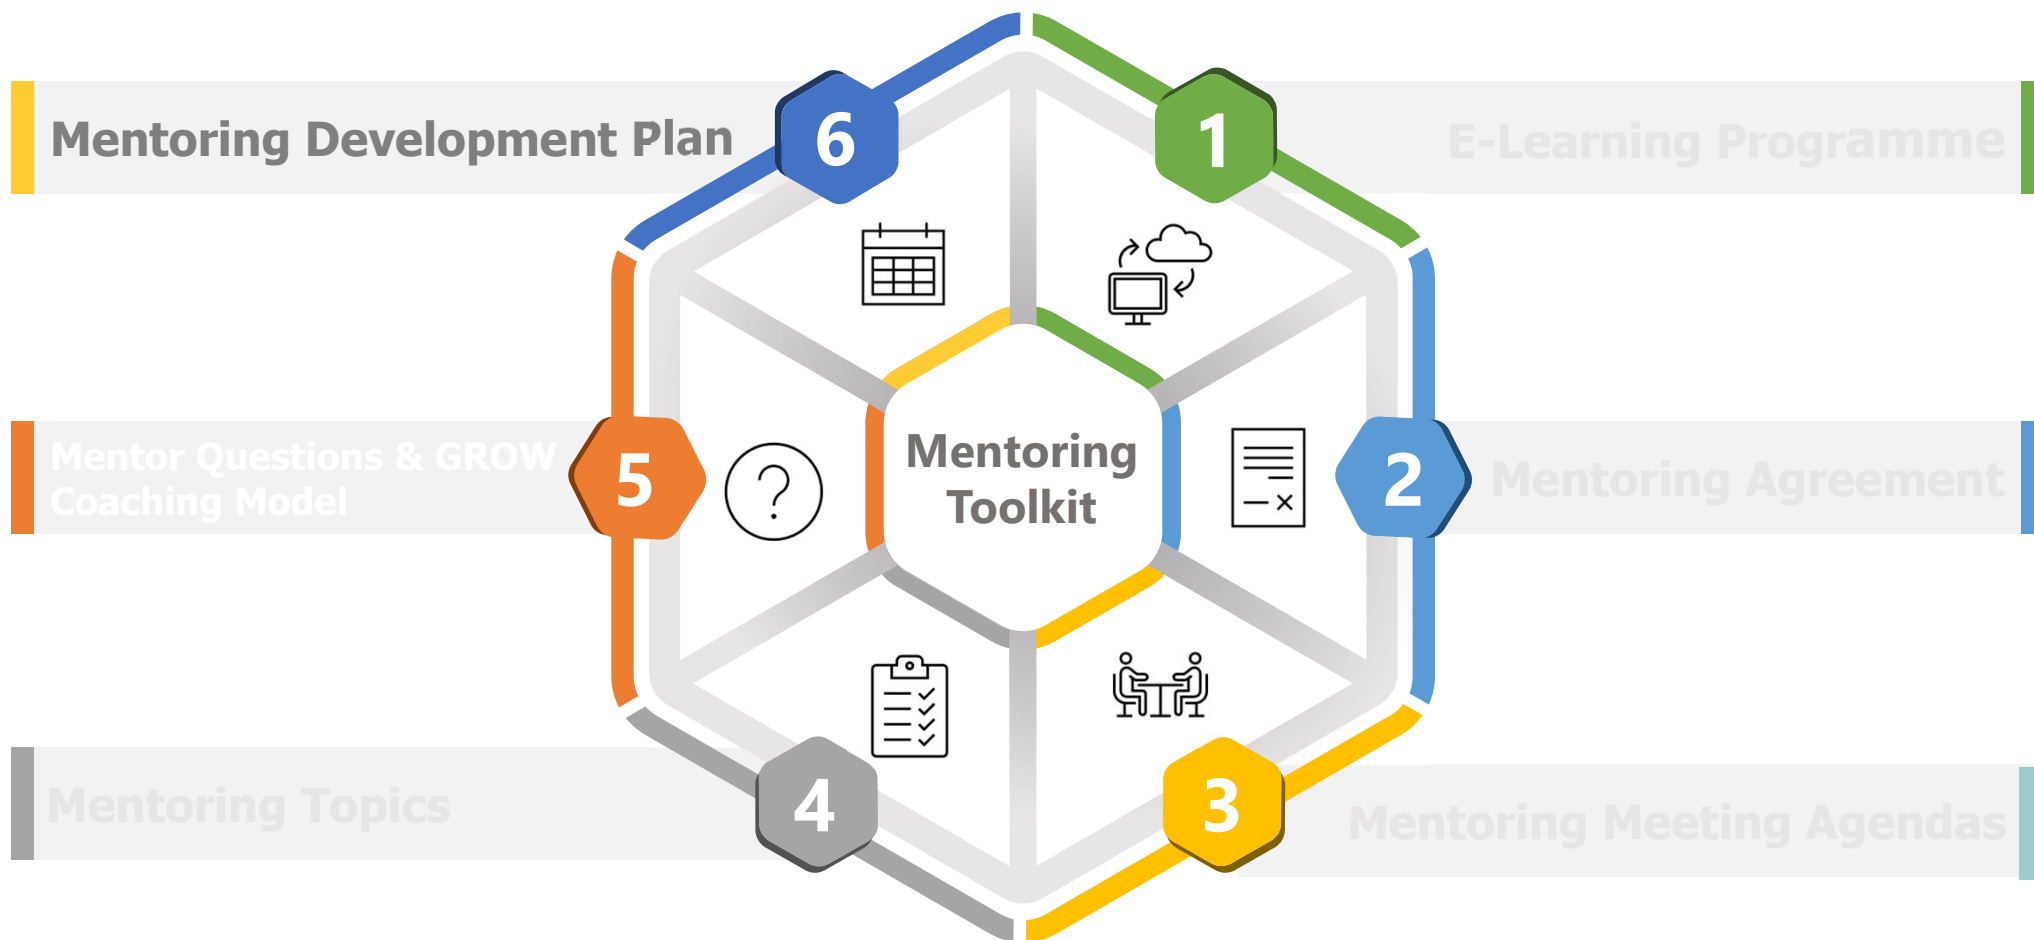 Mentoring Development Plan
6
1
E-Learning Programme
Mentor Questions & GROW
Coaching Model
5
Mentoring
Toolkit
2
Mentoring Agreement
Mentoring Topics
4
3
Mentoring Meeting Agendas